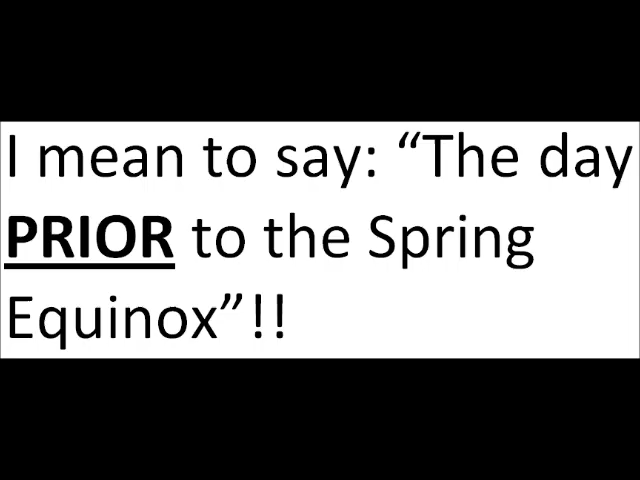 I mean to say: “The day
PRIOR to the Spring
Equinox”!!